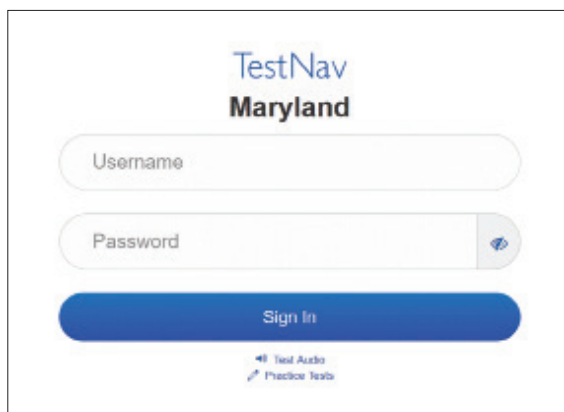 TestNav
Maryland
Username
Password
Sign In
Test Audio
Practice Tests